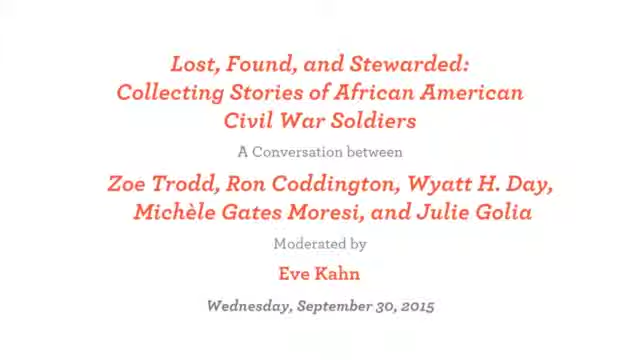 Lost, Found, and Stewarded:
Collecting Stories of African American
Civil War Soldiers
A Conversation between
Zoe Trodd, Ron Coddington, Wyatt H. Day,
Michèle Gates Moresi, and Julie Golia
Moderated by
Eve Kahn
Wednesday, September 30, 2015